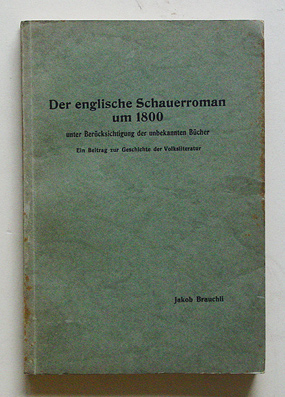 Der englische Schauerroman
um 1800
unter Berücksichtigung der unbekannten Bücher
Ein Beitrag zur Geschichte der Volksliteratur
Jakob Brauchli